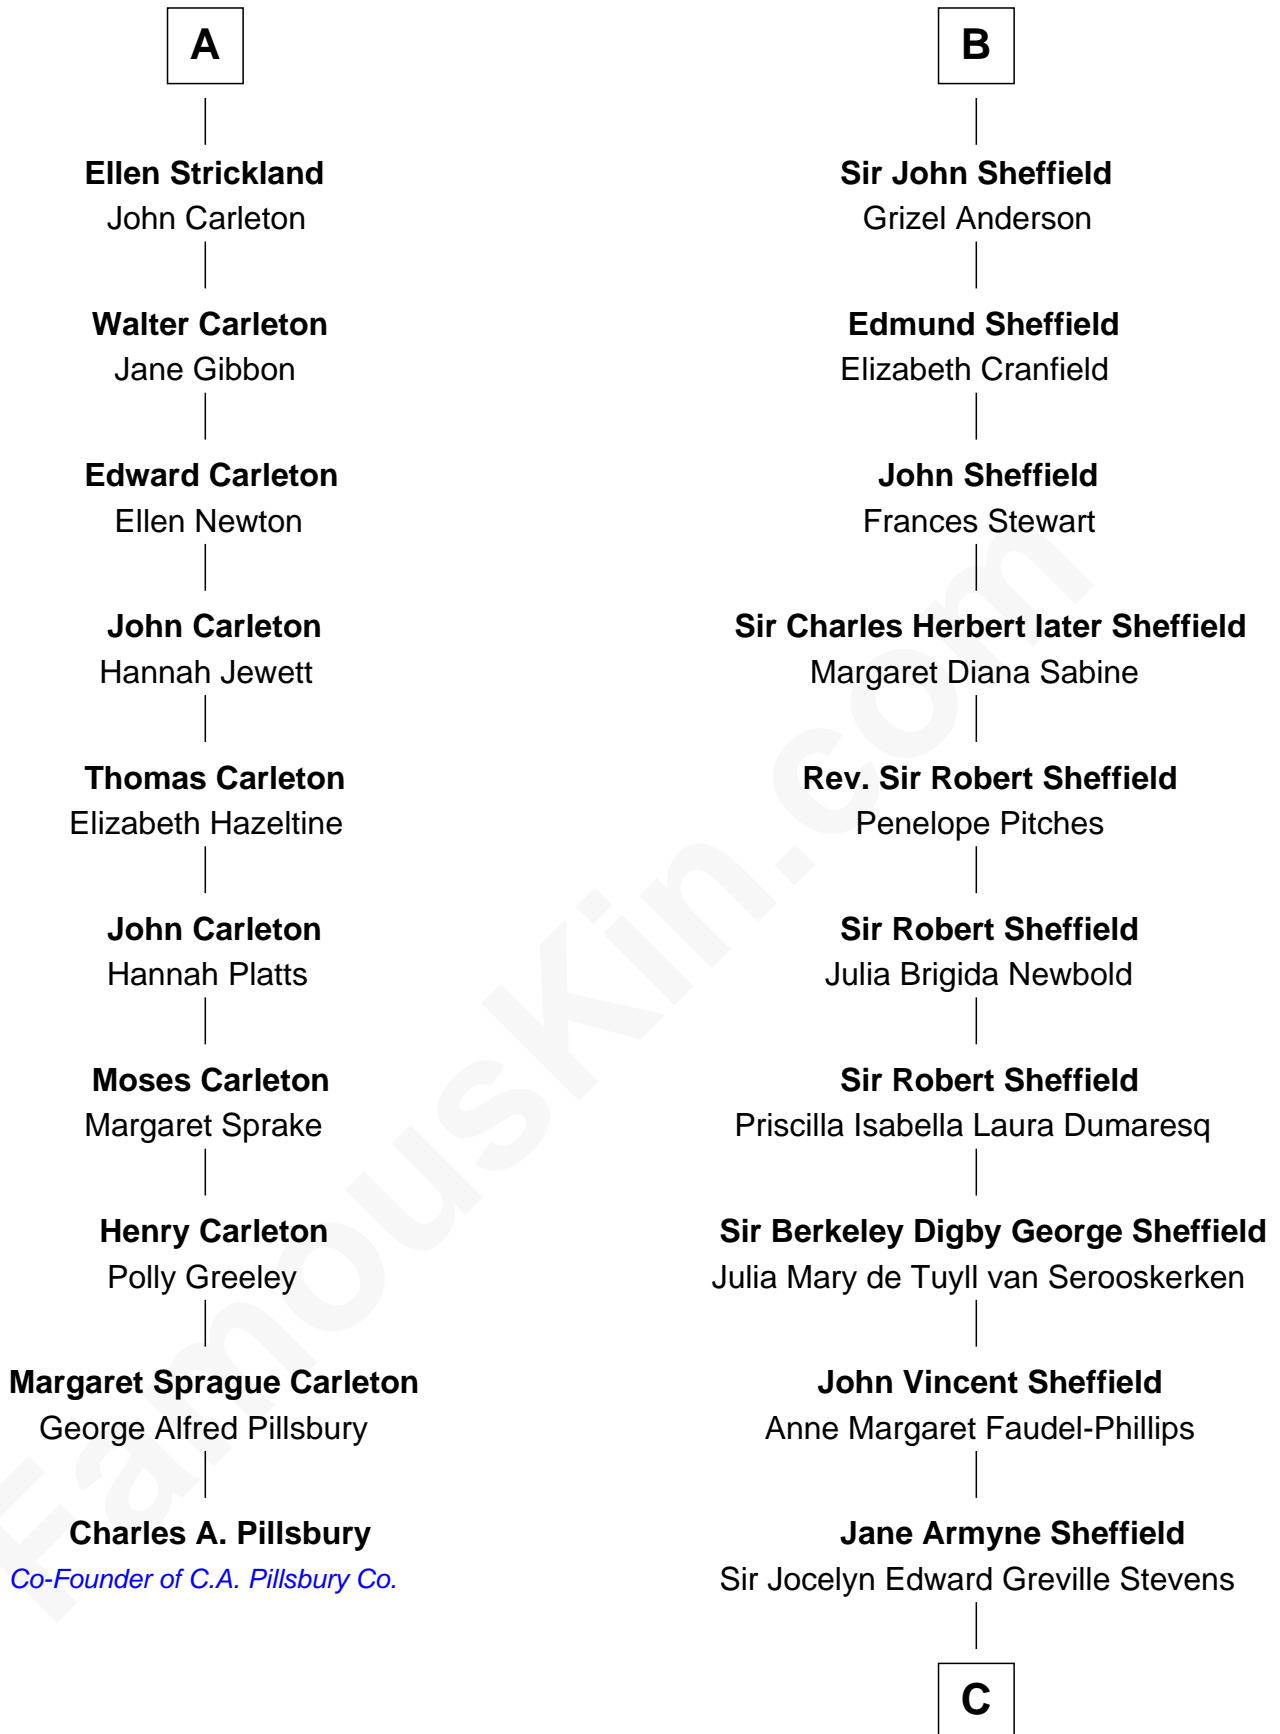 A
Ellen Strickland
John Carleton
Walter Carleton
Jane Gibbon
Edward Carleton
Ellen Newton
John Carleton
Hannah Jewett
Thomas Carleton
Elizabeth Hazeltine
John Carleton
Hannah Platts
Moses Carleton
Margaret Sprake
Henry Carleton
Polly Greeley
Margaret Sprague Carleton
George Alfred Pillsbury
Charles A. Pillsbury
Co-Founder of C.A. Pillsbury Co.
B
Sir John Sheffield
Grizel Anderson
Edmund Sheffield
Elizabeth Cranfield
John Sheffield
Frances Stewart
Sir Charles Herbert later Sheffield
Margaret Diana Sabine
Rev. Sir Robert Sheffield
Penelope Pitches
Sir Robert Sheffield
Julia Brigida Newbold
Sir Robert Sheffield
Priscilla Isabella Laura Dumaresq
Sir Berkeley Digby George Sheffield
Julia Mary de Tuyll van Serooskerken
John Vincent Sheffield
Anne Margaret Faudel-Phillips
Jane Armyne Sheffield
Sir Jocelyn Edward Greville Stevens
C
FamousKin.com